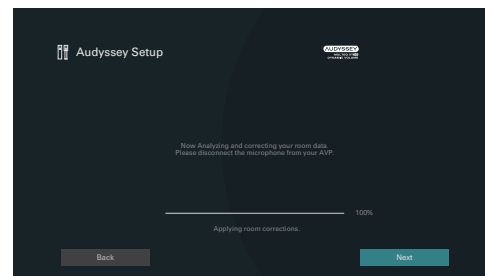 Audyssey Setup
AUDYSSEY
Now Analyzing and correcting your room data.
Please disconnect the microphone from your AVP.
100%
Applying room corrections.
Back
Next